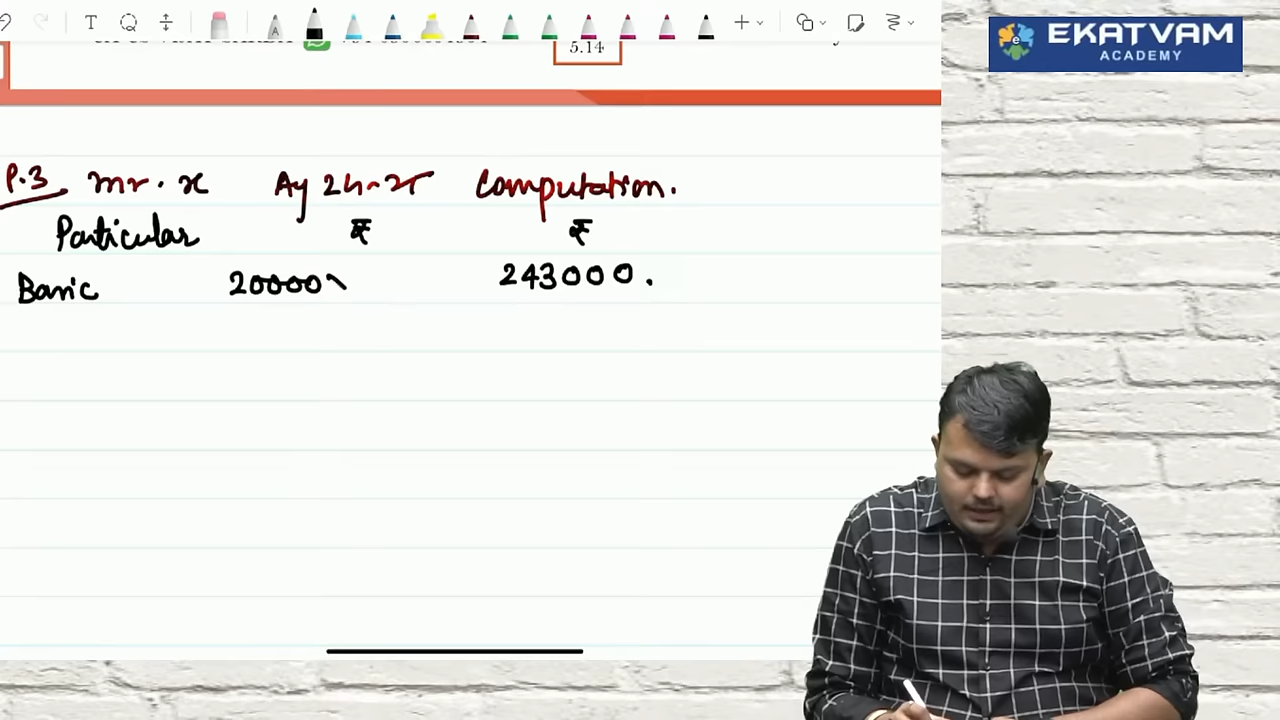 5.14
EKATVAM
ACADEMY
P.3 Mr. X Ay 24-25 Computation.
Particular ₹ ₹
Basic 20000 243000.